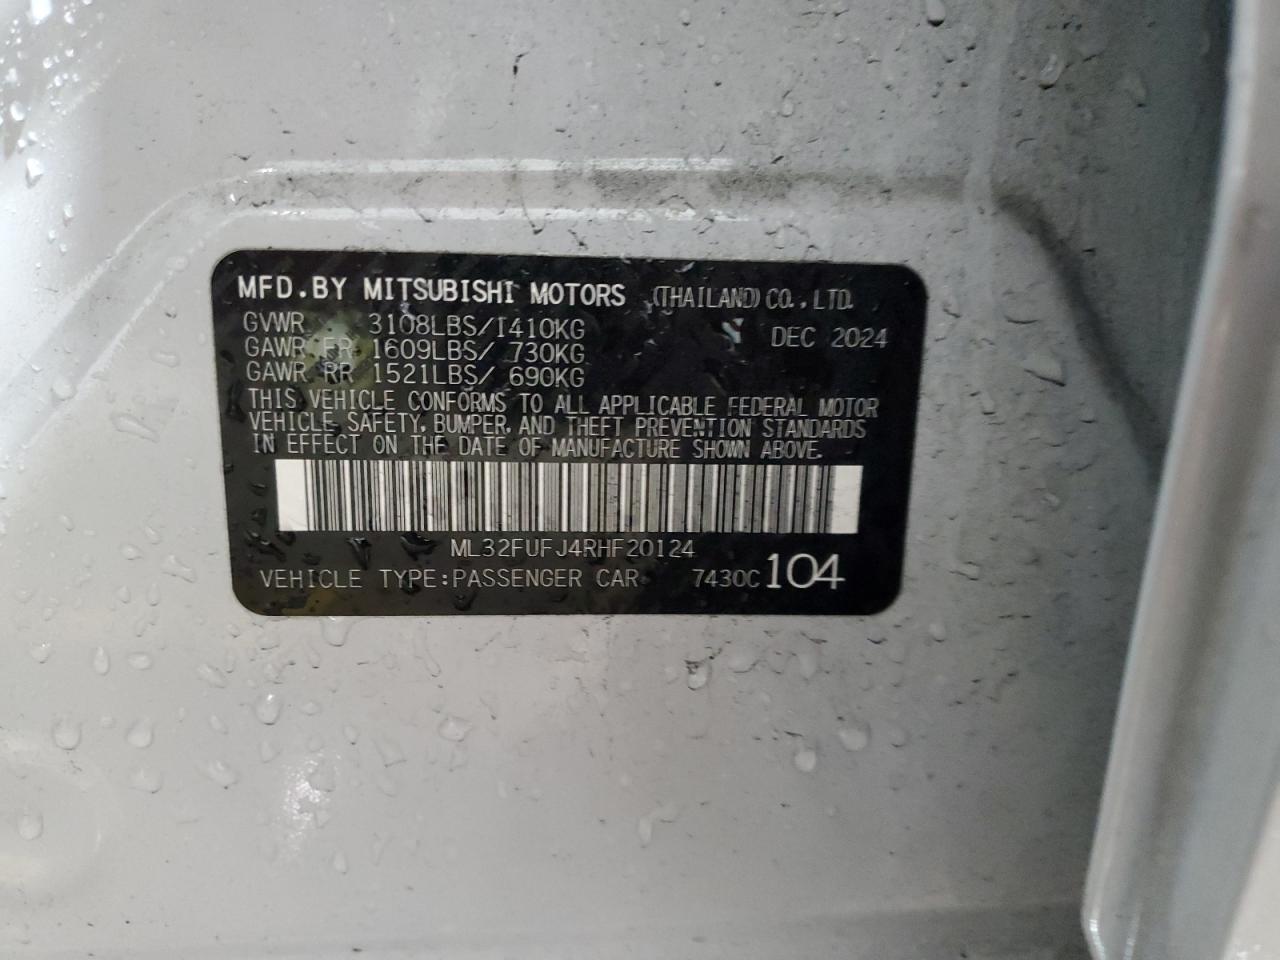 MFD.BY MITSUBISHI MOTORS (THAILAND) CO., LTD.
GVWR 3108LBS/1410KG DEC 2024
GAWR FR 1609LBS/ 730KG
GAWR RR 1521LBS/ 690KG
THIS VEHICLE CONFORMS TO ALL APPLICABLE FEDERAL MOTOR
VEHICLE SAFETY, BUMPER, AND THEFT PREVENTION STANDARDS
IN EFFECT ON THE DATE OF MANUFACTURE SHOWN ABOVE.
ML32FUFJ4RHF20124
VEHICLE TYPE:PASSENGER CAR 7430C 104